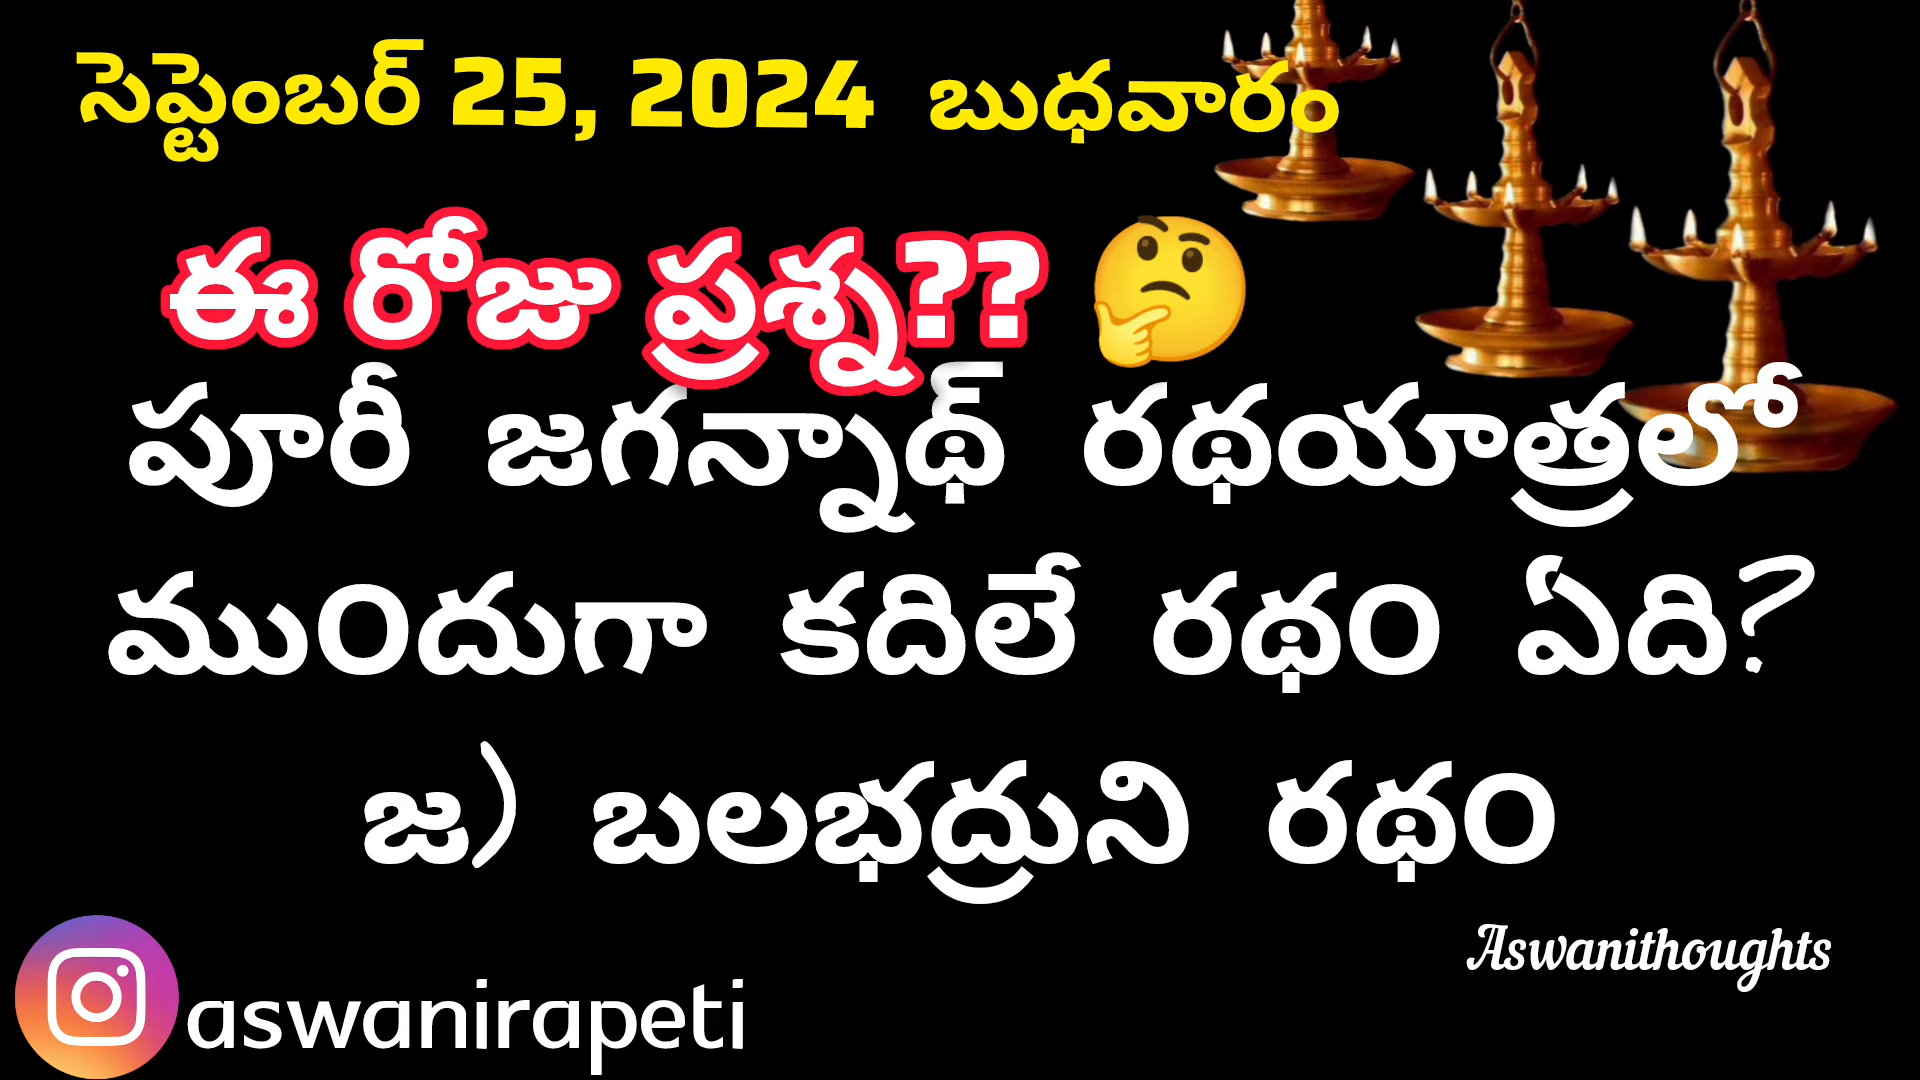 సెప్టెంబర్ 25, 2024 బుధవారం
ఈ రోజు ప్రశ్న??
పూరీ జగన్నాథ్ రథయాత్రలో
ముందుగా కదిలే రథం ఏది?
జ) బలభద్రుని రథం
Aswanithoughts
aswanirapeti